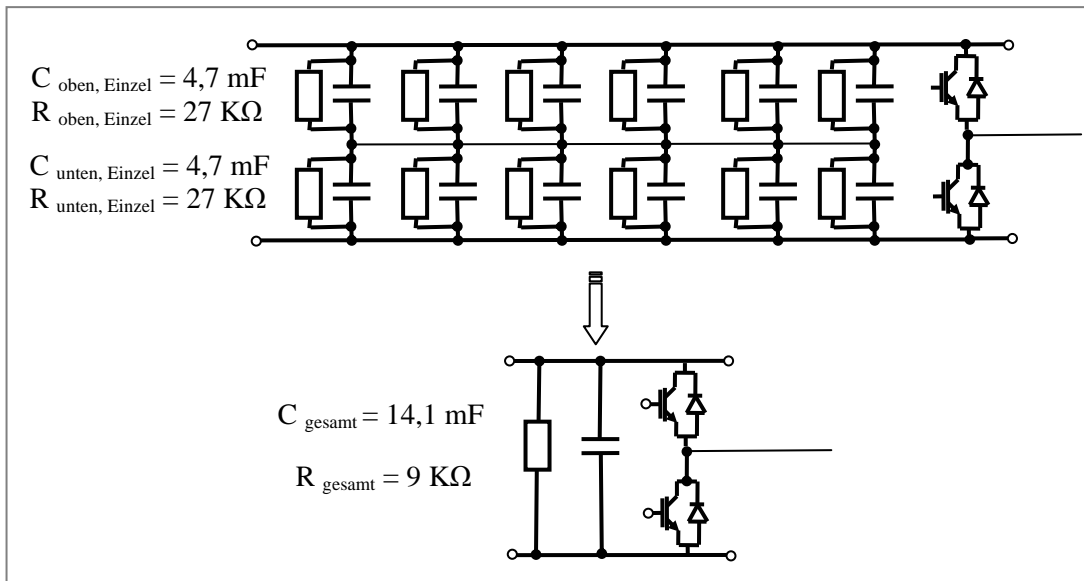 C oben, Einzel = 4,7 mF
R oben, Einzel = 27 KΩ
C unten, Einzel = 4,7 mF
R unten, Einzel = 27 KΩ
C gesamt = 14,1 mF
R gesamt = 9 KΩ